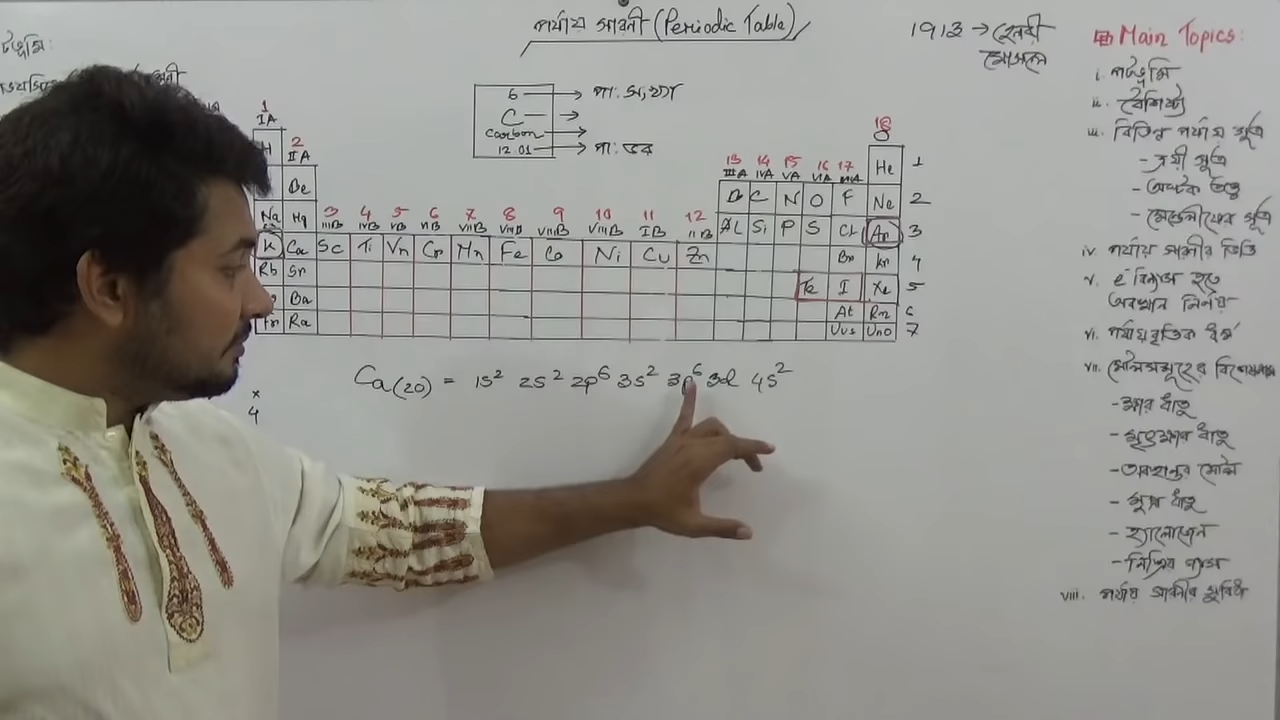 পর্যায় সারণী (Periodic Table)
1913 → হেনরী
মোসলে
6 → পা: সংখ্যা
C →
carbon →
12.01 → পা: ভর
1
IA
2
IIA
18
0
13 14 15 16 17
IIIA IVA VA VIA VIIA
H He 1
Be B C N O F Ne 2
3 4 5 6 7 8 9 10 11 12
IIIB IVB VB VIB VIIB VIIIB VIIIB VIIIB IB IIB
Na Mg Al Si P S Cl Ar 3
K Ca Sc Ti Vn Cr Mn Fe Co Ni Cu Zn Br Kr 4
Rb Sr Te I Xe 5
Ba At Rn 6
Fr Ra Uus Uno 7
Ca(20) = 1s² 2s² 2p⁶ 3s² 3p⁶ 3d 4s²
×
4
Main Topics:
i. পটভূমি
ii. বৈশিষ্ট্য
iii. বিভিন্ন পর্যায় সূত্র
- ত্রয়ী সূত্র
- অষ্টক তত্ত্ব
- মেন্ডেলীফের সূত্র
iv. পর্যায় সারণীর ভিত্তি
v. e⁻ বিন্যাস হতে
অবস্থান নির্ণয়
vi. পর্যায়বৃত্তিক ধর্ম
vii. মৌলসমূহের বিশেষনাম
- ক্ষার ধাতু
- মৃৎক্ষার ধাতু
- অবস্থান্তর মৌল
- মুদ্রা ধাতু
- হ্যালোজেন
- নিষ্ক্রিয় গ্যাস
viii. পর্যায় সারণীর সুবিধা